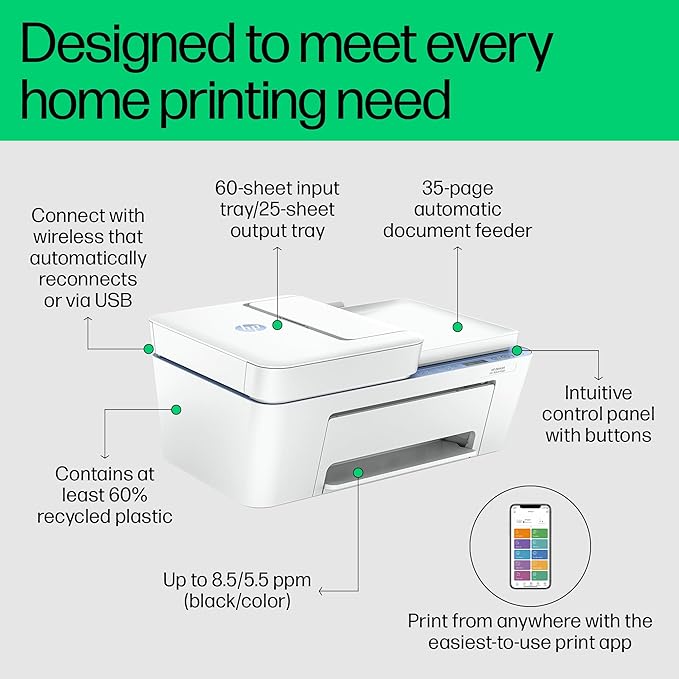 Designed to meet every
home printing need
60-sheet input
tray/25-sheet
output tray
35-page
automatic
document feeder
Connect with
wireless that
automatically
reconnects
or via USB
hp
Intuitive
control panel
with buttons
Contains at
least 60%
recycled plastic
Up to 8.5/5.5 ppm
(black/color)
Print from anywhere with the
easiest-to-use print app